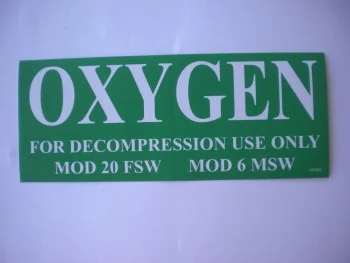 OXYGEN
FOR DECOMPRESSION USE ONLY
MOD 20 FSW MOD 6 MSW